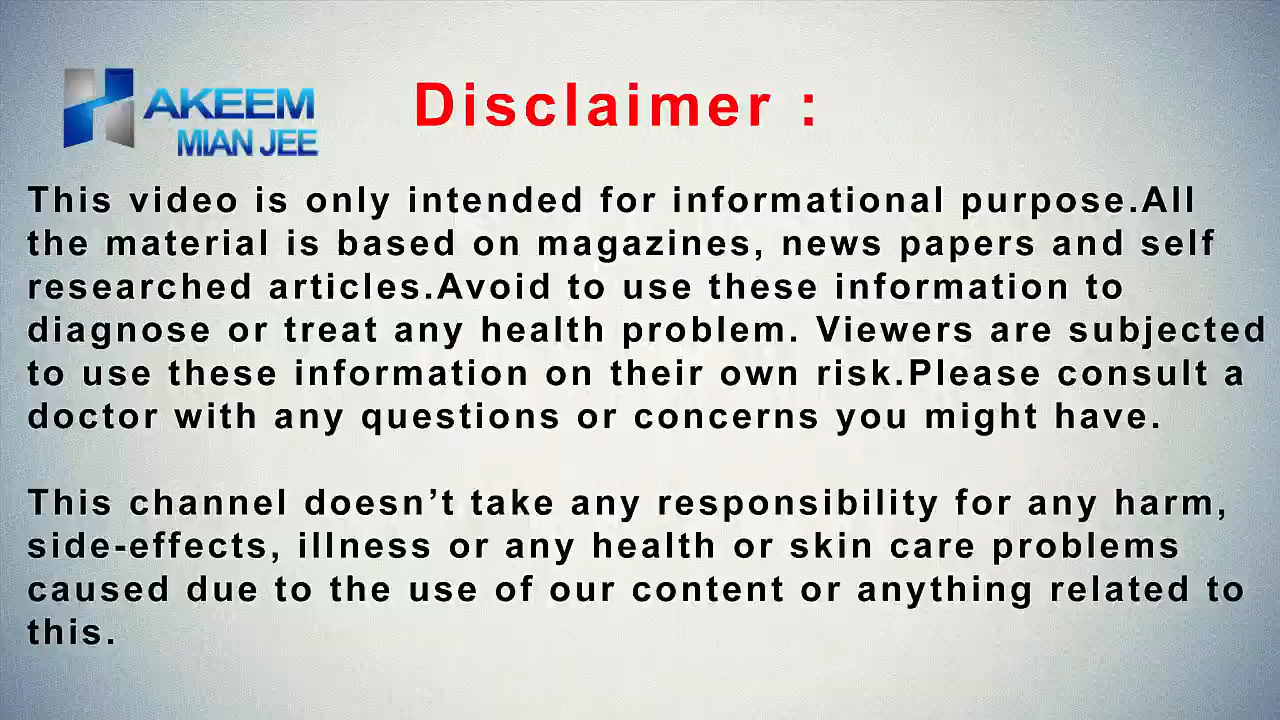 HAKEEM
MIAN JEE
Disclaimer :
This video is only intended for informational purpose.All
the material is based on magazines, news papers and self
researched articles.Avoid to use these information to
diagnose or treat any health problem. Viewers are subjected
to use these information on their own risk.Please consult a
doctor with any questions or concerns you might have.
This channel doesn’t take any responsibility for any harm,
side-effects, illness or any health or skin care problems
caused due to the use of our content or anything related to
this.